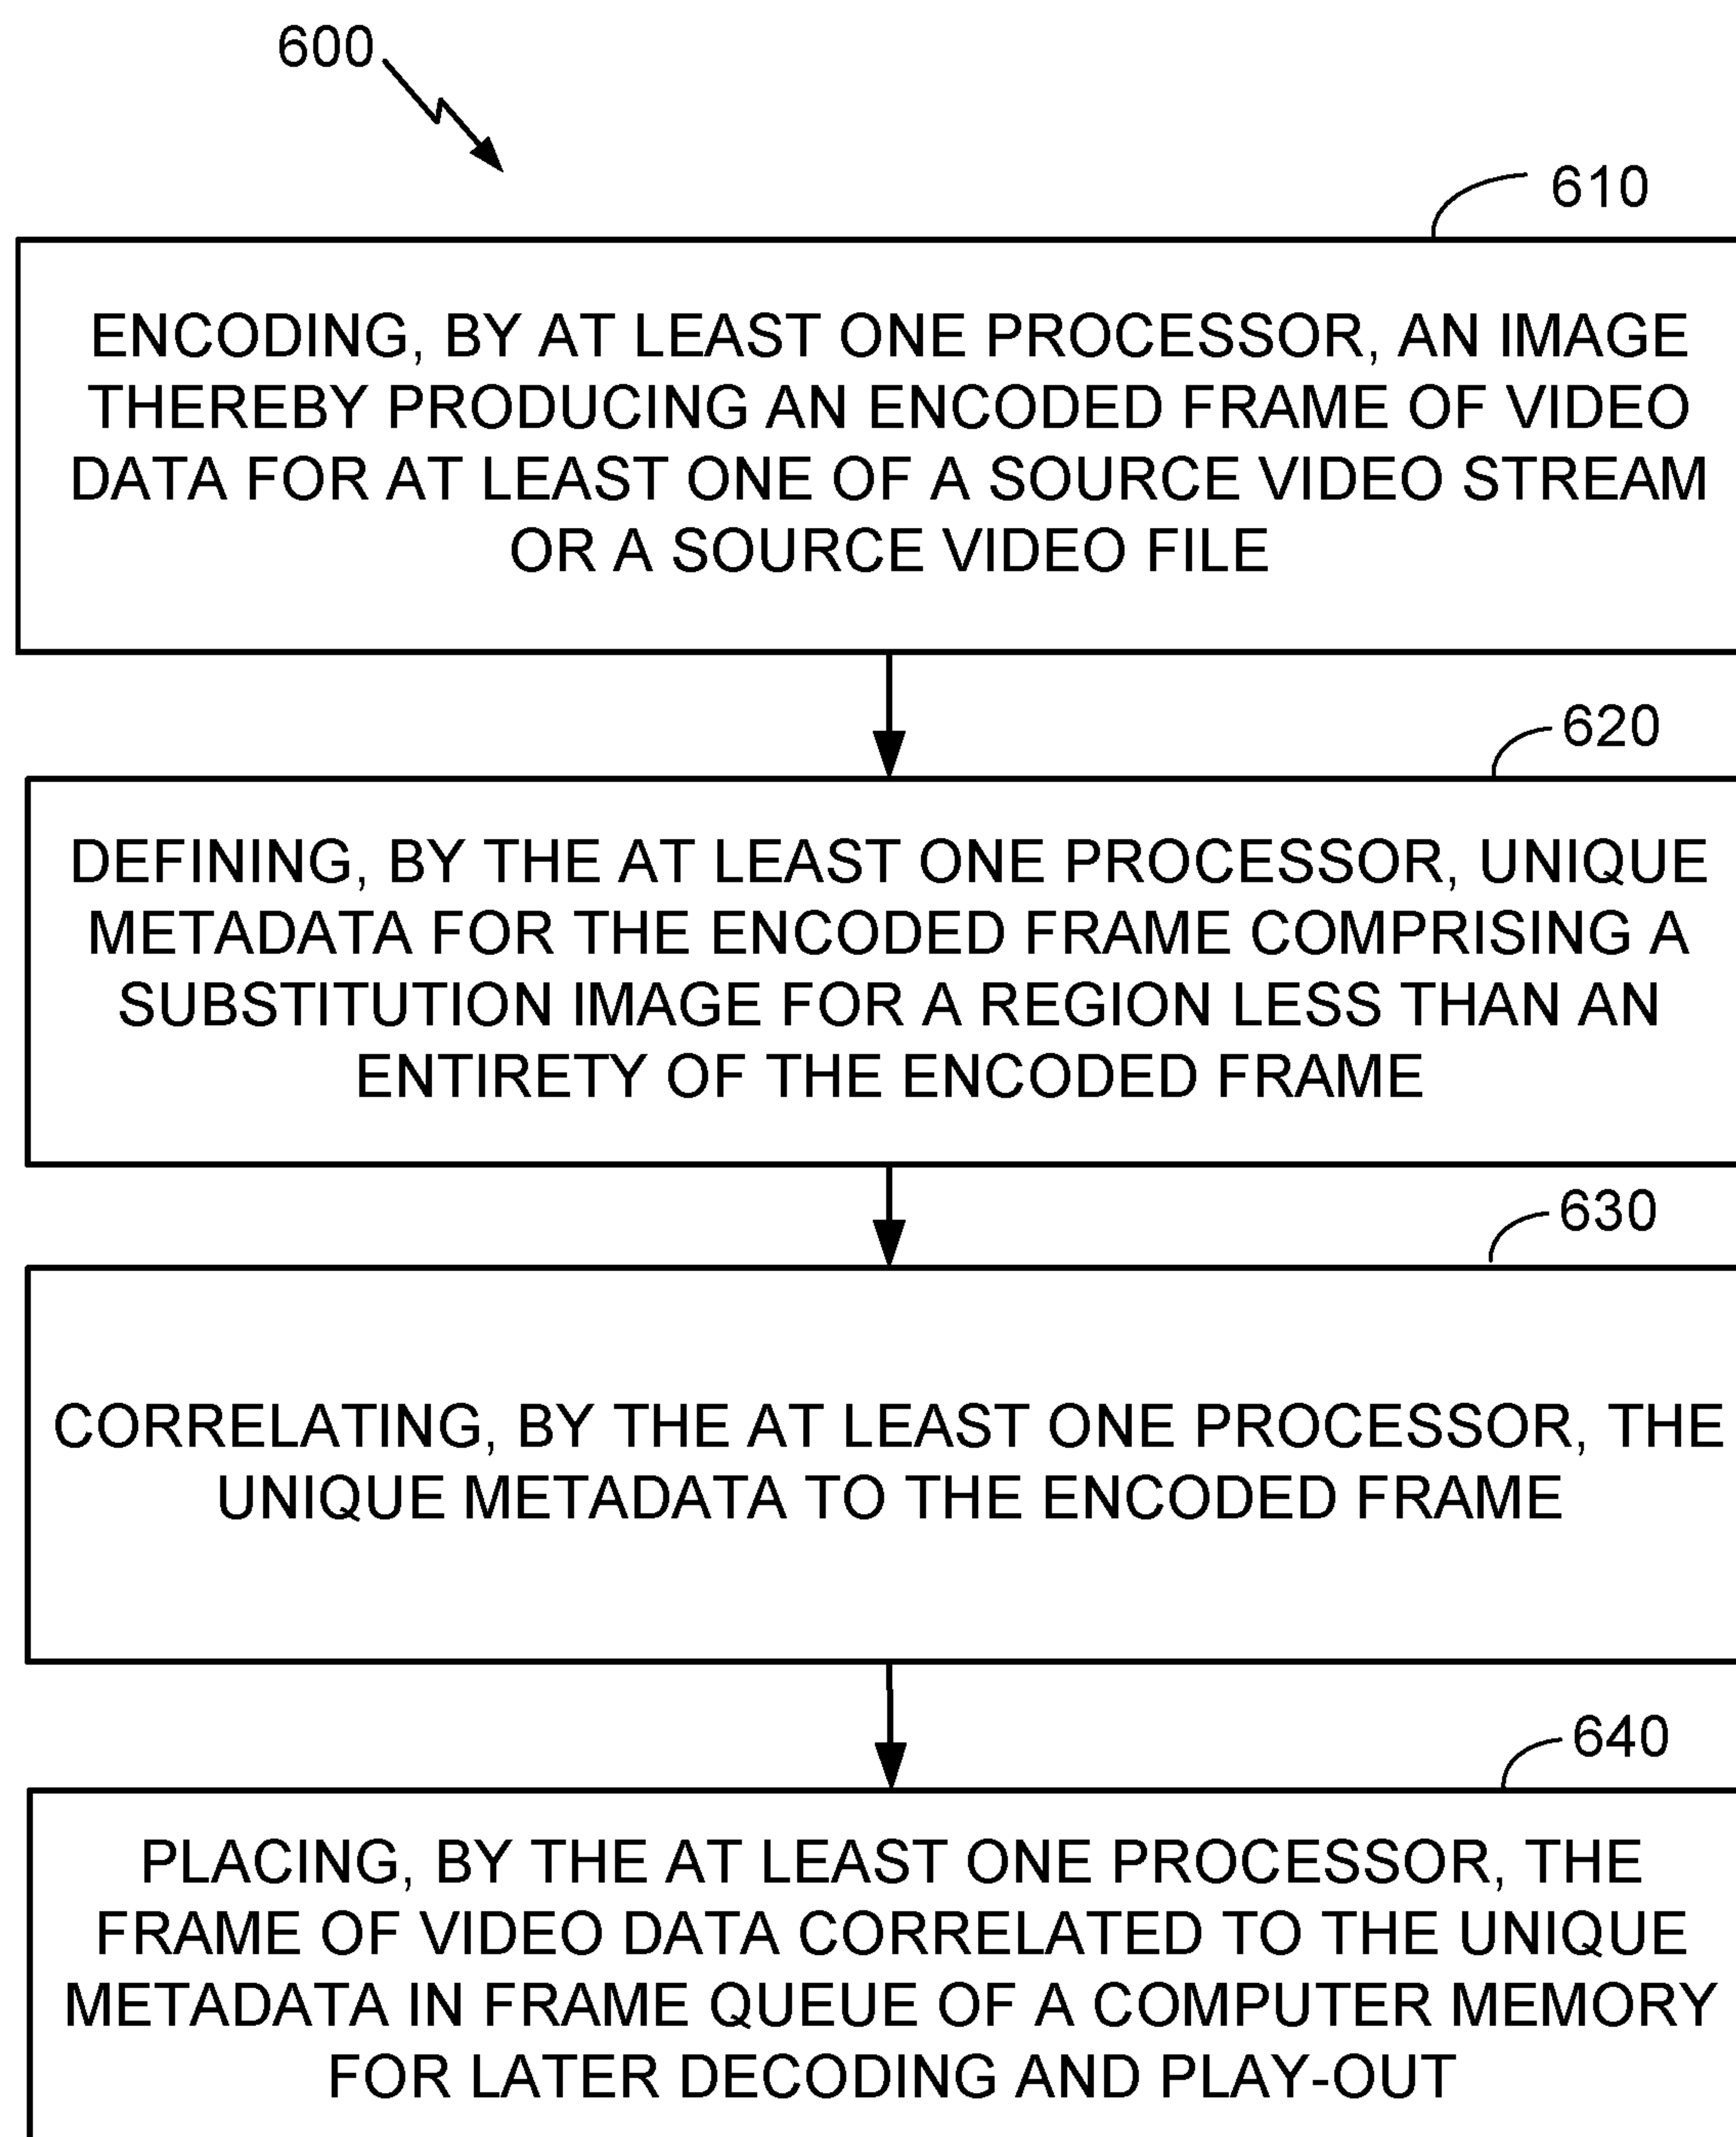 600
610
ENCODING, BY AT LEAST ONE PROCESSOR, AN IMAGE
THEREBY PRODUCING AN ENCODED FRAME OF VIDEO
DATA FOR AT LEAST ONE OF A SOURCE VIDEO STREAM
OR A SOURCE VIDEO FILE
620
DEFINING, BY THE AT LEAST ONE PROCESSOR, UNIQUE
METADATA FOR THE ENCODED FRAME COMPRISING A
SUBSTITUTION IMAGE FOR A REGION LESS THAN AN
ENTIRETY OF THE ENCODED FRAME
630
CORRELATING, BY THE AT LEAST ONE PROCESSOR, THE
UNIQUE METADATA TO THE ENCODED FRAME
640
PLACING, BY THE AT LEAST ONE PROCESSOR, THE
FRAME OF VIDEO DATA CORRELATED TO THE UNIQUE
METADATA IN FRAME QUEUE OF A COMPUTER MEMORY
FOR LATER DECODING AND PLAY-OUT